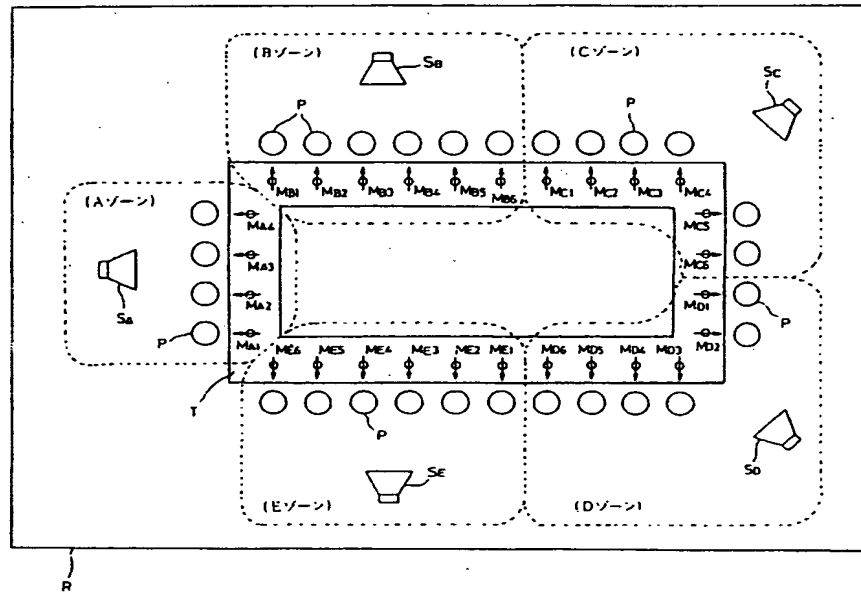 (Bゾーン)
SB
(Cゾーン)
SC
P
P
MB1 MB2 MB3 MB4 MB5 MB6 MC1 MC2 MC3 MC4
(Aゾーン)
MA4
MC5
MA3
MC6
SA
MA2
MD1
P
P
MA1
ME6 ME5 ME4 ME3 ME2 ME1 MD6 MD5 MD4 MD3
MD2
T
P
SE
SD
(Eゾーン)
(Dゾーン)
R